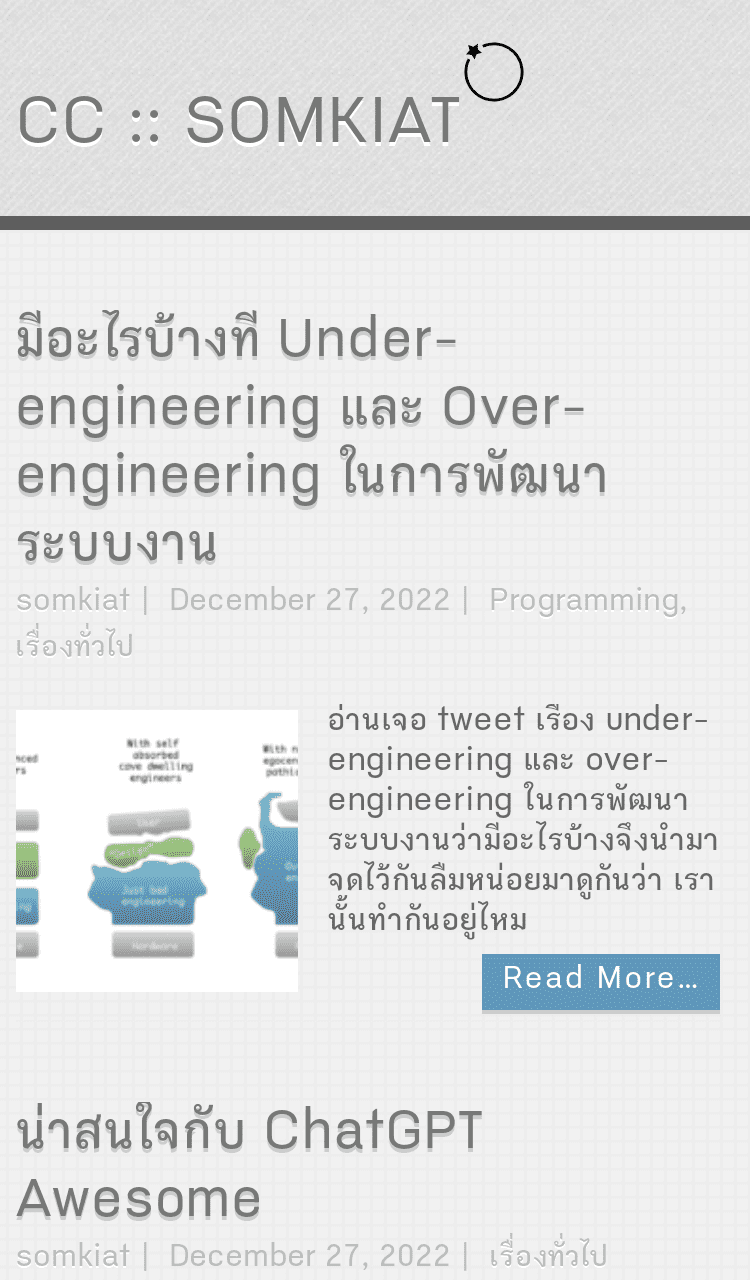 CC :: SOMKIAT
มีอะไรบ้างที่ Under-
engineering และ Over-
engineering ในการพัฒนา
ระบบงาน
somkiat | December 27, 2022 | Programming,
เรื่องทั่วไป
อ่านเจอ tweet เรื่อง under-
engineering และ over-
engineering ในการพัฒนา
ระบบงานว่ามีอะไรบ้างจึงนำมา
จดไว้กันลืมหน่อยมาดูกันว่า เรา
นั้นทำกันอยู่ไหม
With self
absorbed
cave dwelling
engineers
User
Just bad
engineering
Hardware
Read More…
น่าสนใจกับ ChatGPT
Awesome
somkiat | December 27, 2022 | เรื่องทั่วไป